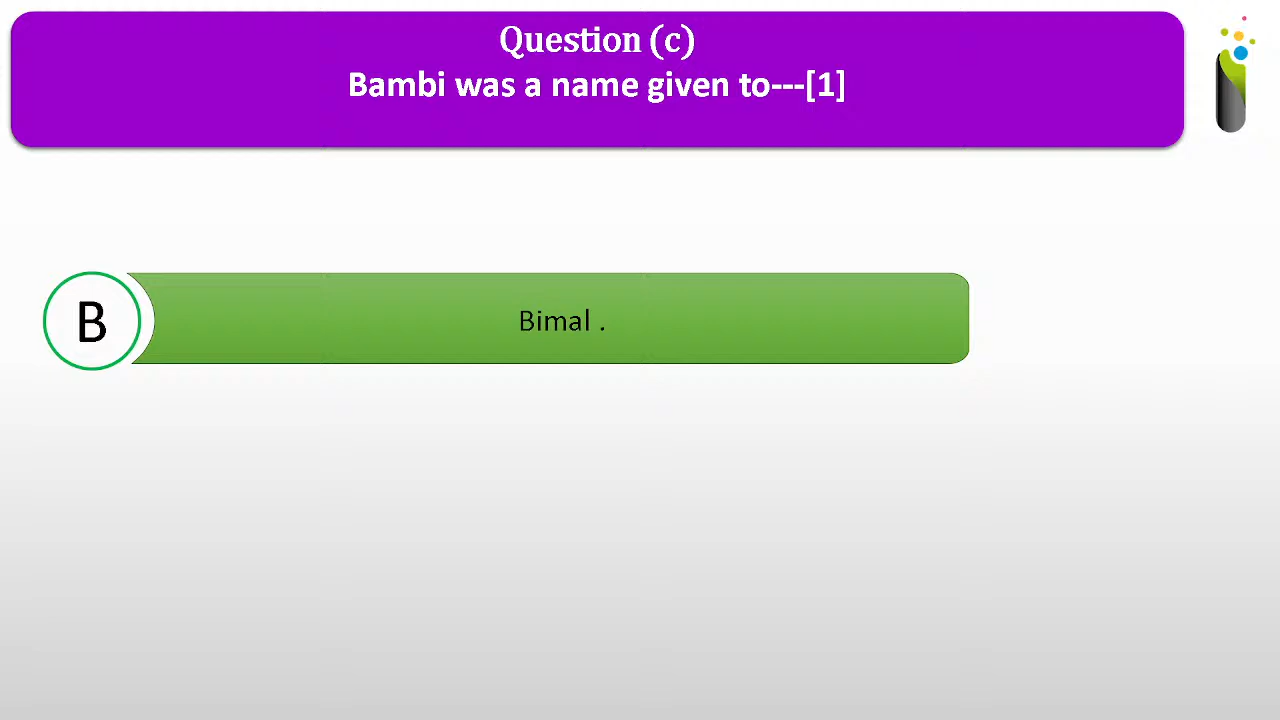 Question (c)
Bambi was a name given to---[1]
B
Bimal .